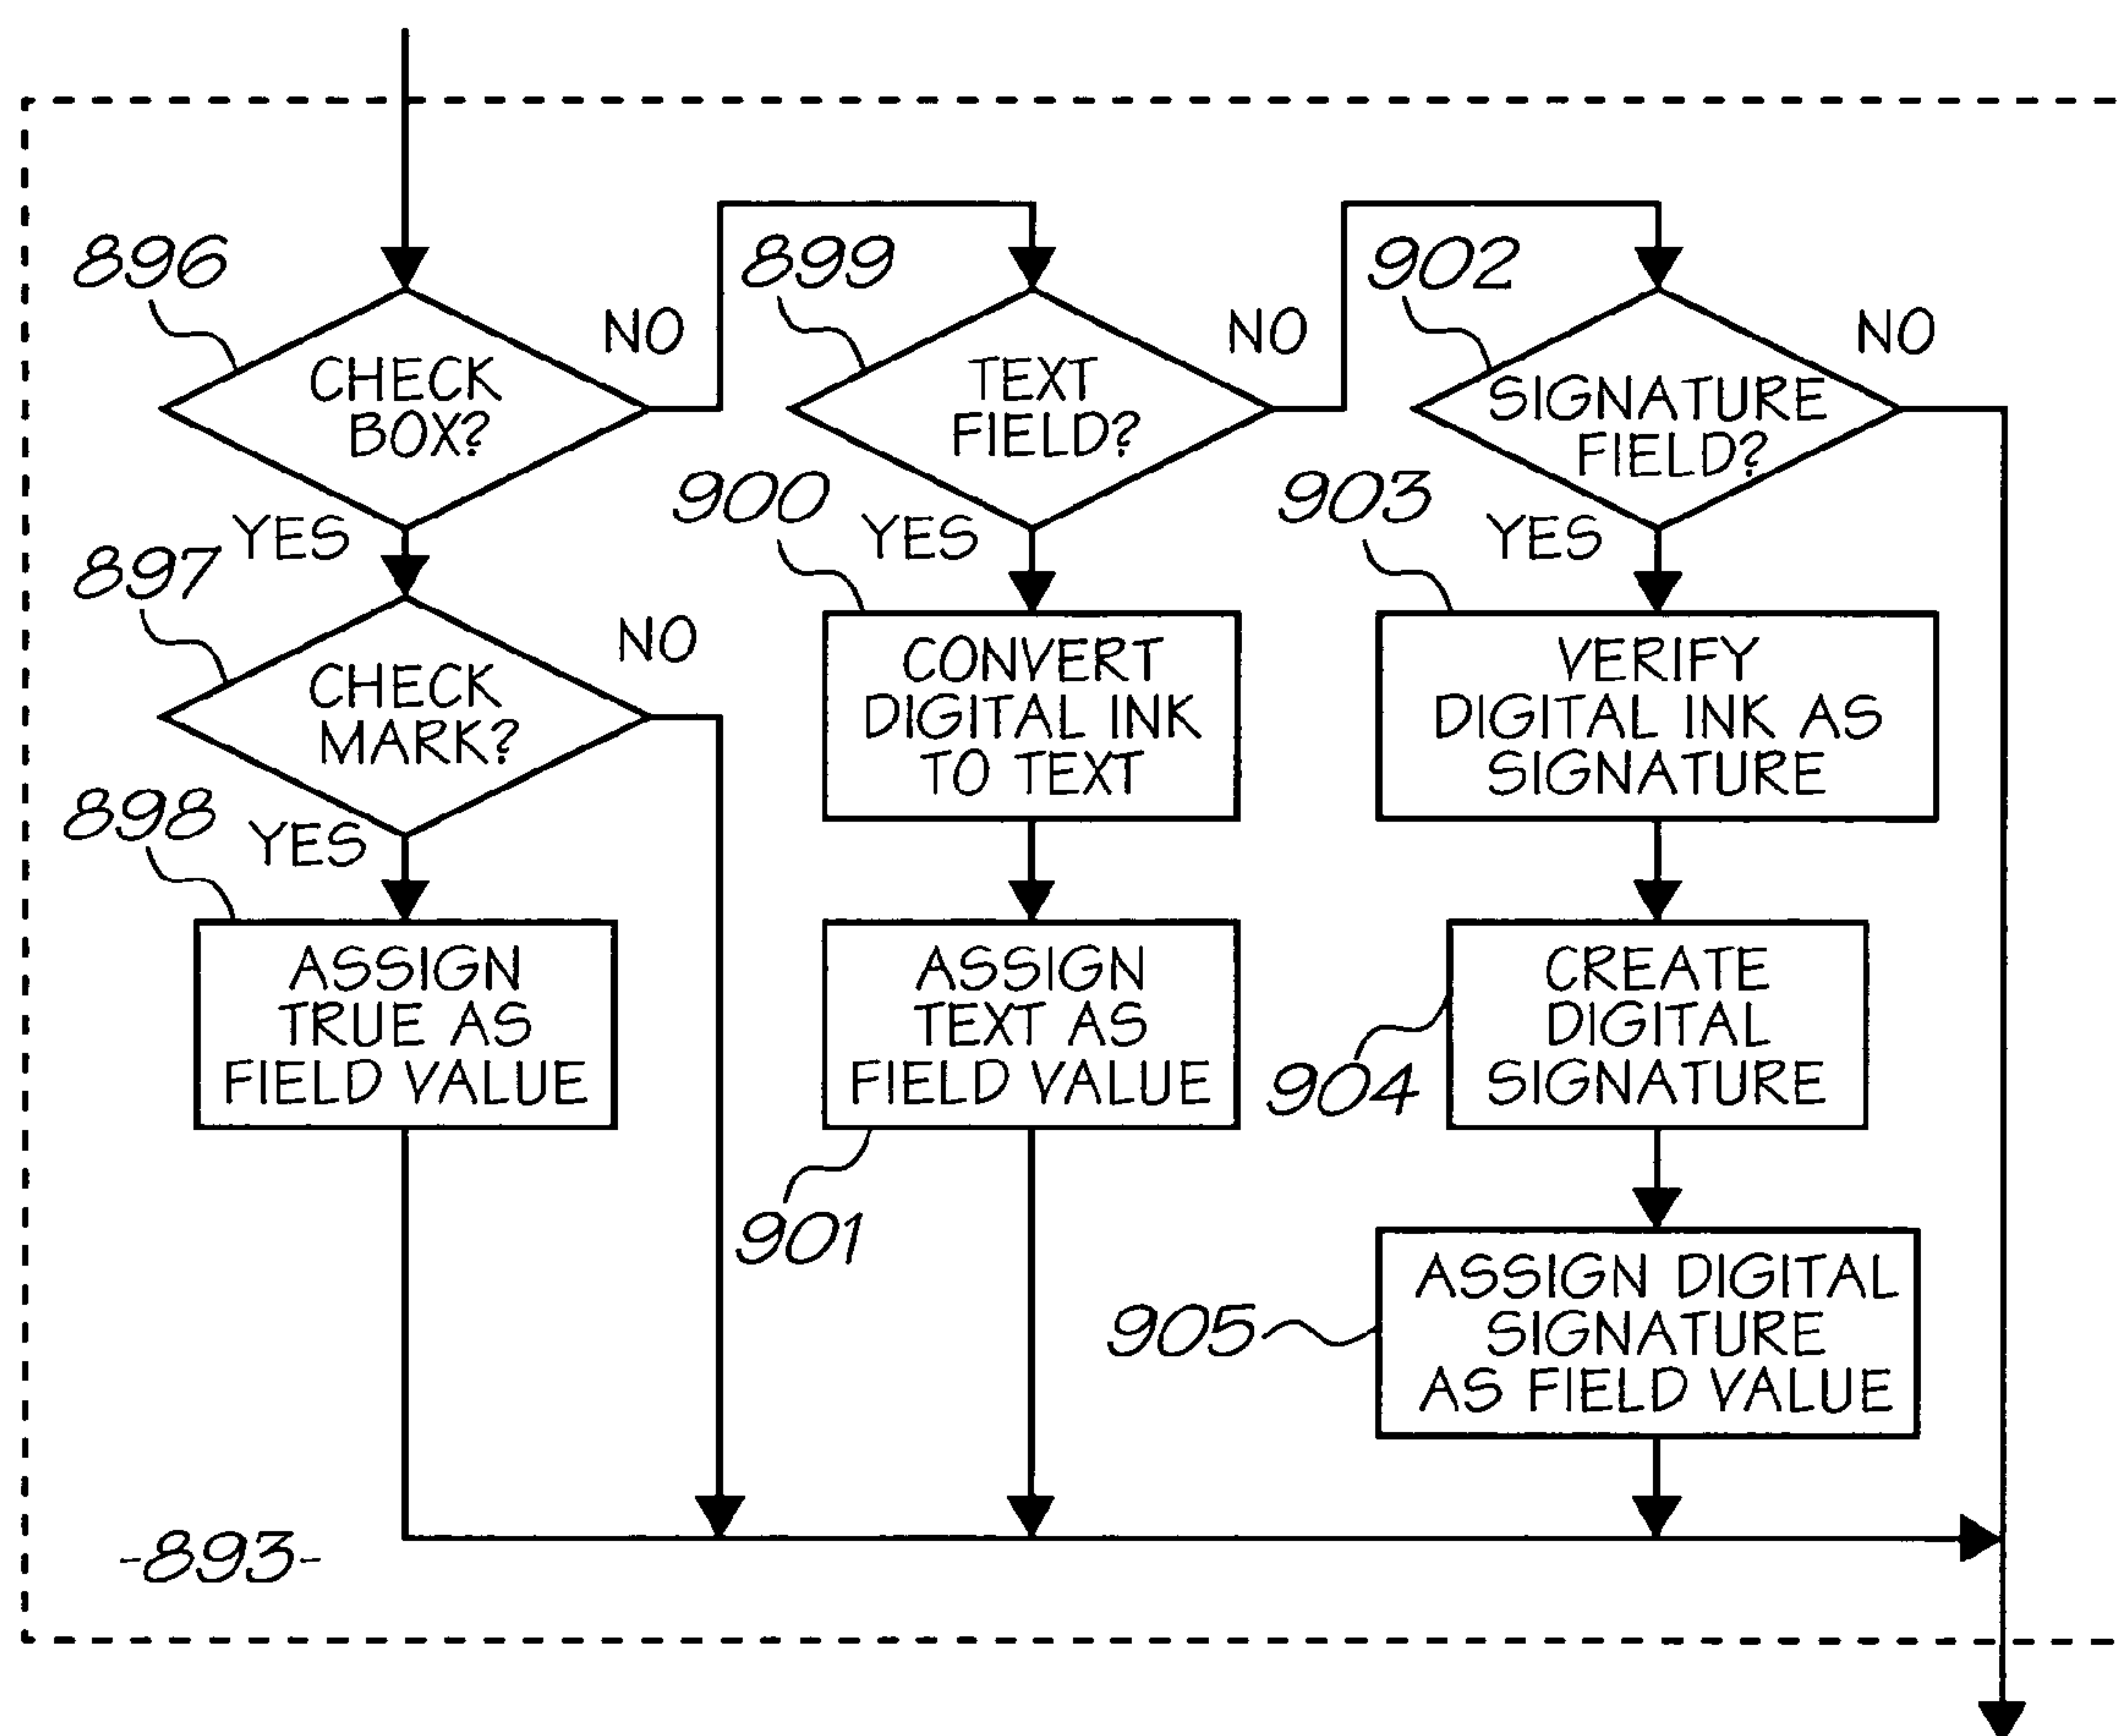 896
CHECK
BOX?
NO
YES
897
CHECK
MARK?
NO
YES
898
ASSIGN
TRUE AS
FIELD VALUE
899
TEXT
FIELD?
NO
YES
900
CONVERT
DIGITAL INK
TO TEXT
ASSIGN
TEXT AS
FIELD VALUE
901
902
SIGNATURE
FIELD?
NO
YES
903
VERIFY
DIGITAL INK AS
SIGNATURE
CREATE
DIGITAL
SIGNATURE
904
ASSIGN DIGITAL
SIGNATURE
AS FIELD VALUE
905
-893-